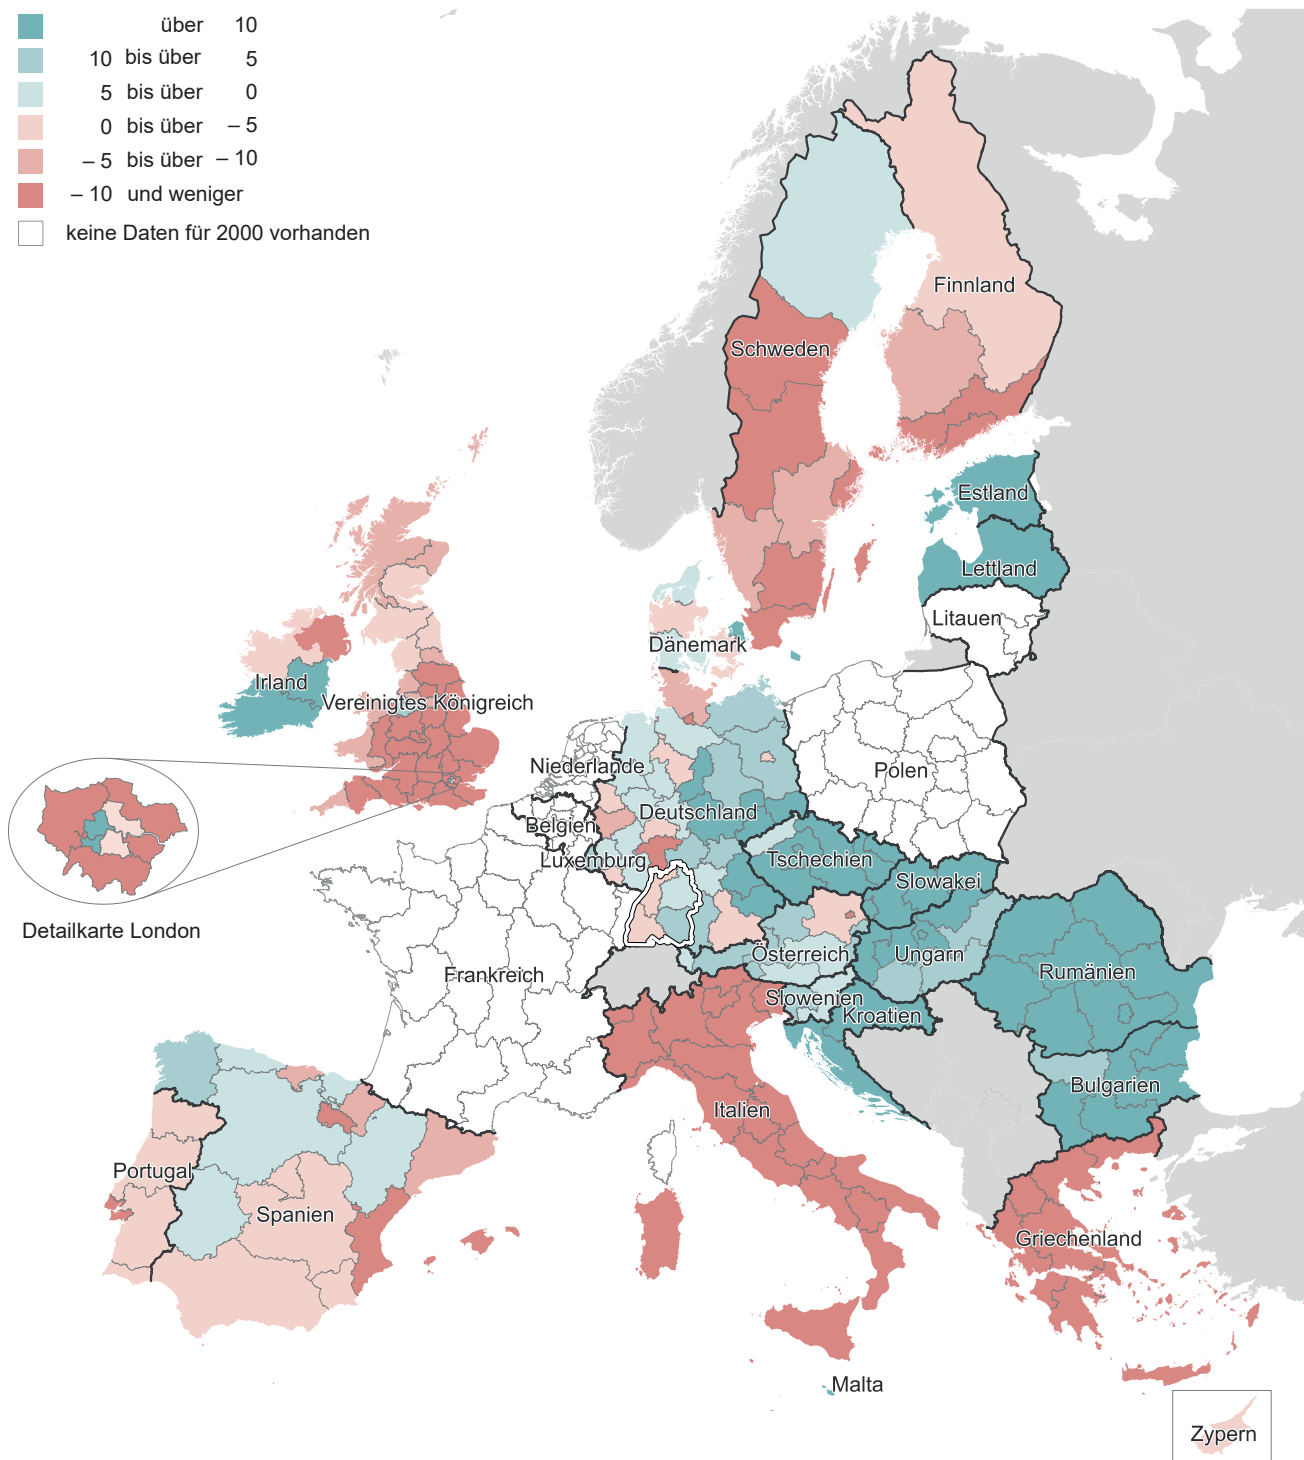 über 10
10 bis über 5
5 bis über 0
0 bis über – 5
– 5 bis über – 10
– 10 und weniger
keine Daten für 2000 vorhanden
Finnland
Schweden
Estland
Lettland
Litauen
Dänemark
Irland
Vereinigtes Königreich
Niederlande
Polen
Deutschland
Belgien
Luxemburg
Tschechien
Slowakei
Detailkarte London
Österreich
Ungarn
Frankreich
Rumänien
Slowenien
Kroatien
Bulgarien
Italien
Portugal
Spanien
Griechenland
Malta
Zypern